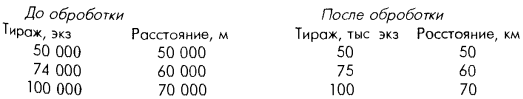 До обработки После обработки
Тираж, экз Расстояние, м Тираж, тыс экз Расстояние, км
50 000 50 000 50 50
74 000 60 000 75 60
100 000 70 000 100 70